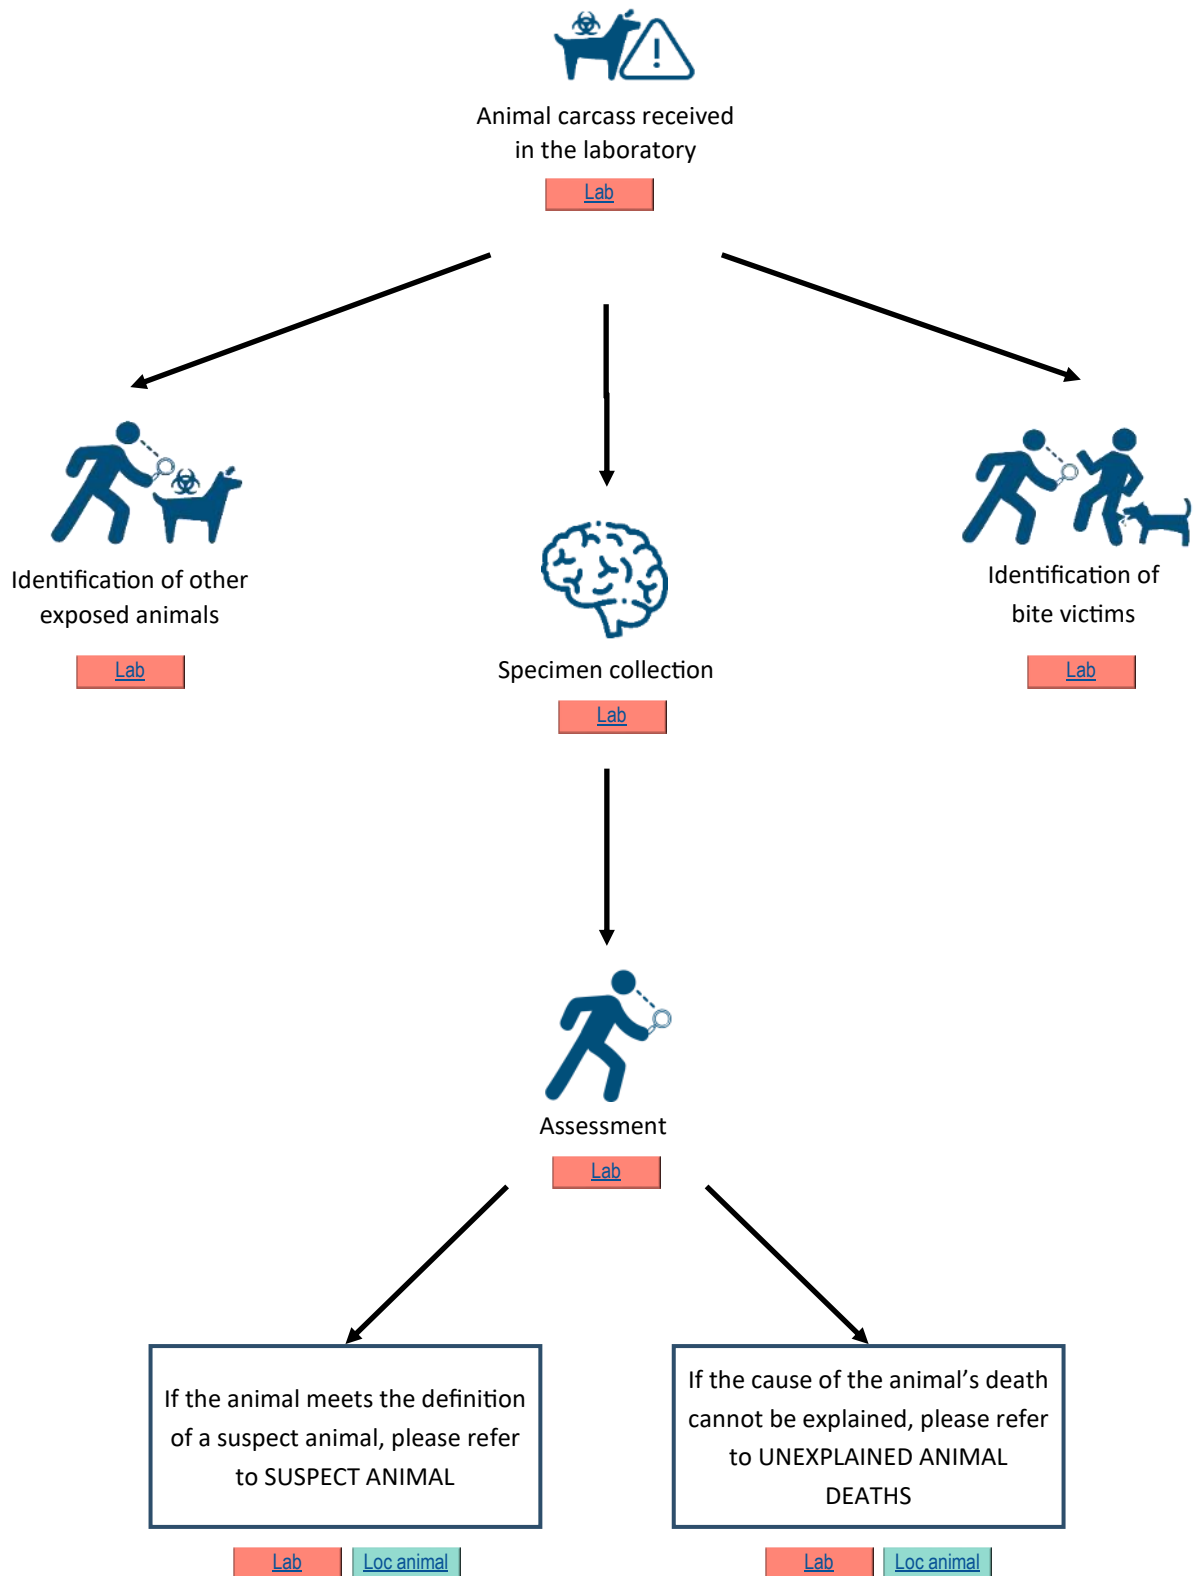 Animal carcass received
in the laboratory
Lab
Identification of other
exposed animals
Lab
Specimen collection
Lab
Identification of
bite victims
Lab
Assessment
Lab
If the animal meets the definition
of a suspect animal, please refer
to SUSPECT ANIMAL
Lab Loc animal
If the cause of the animal’s death
cannot be explained, please refer
to UNEXPLAINED ANIMAL
DEATHS
Lab Loc animal